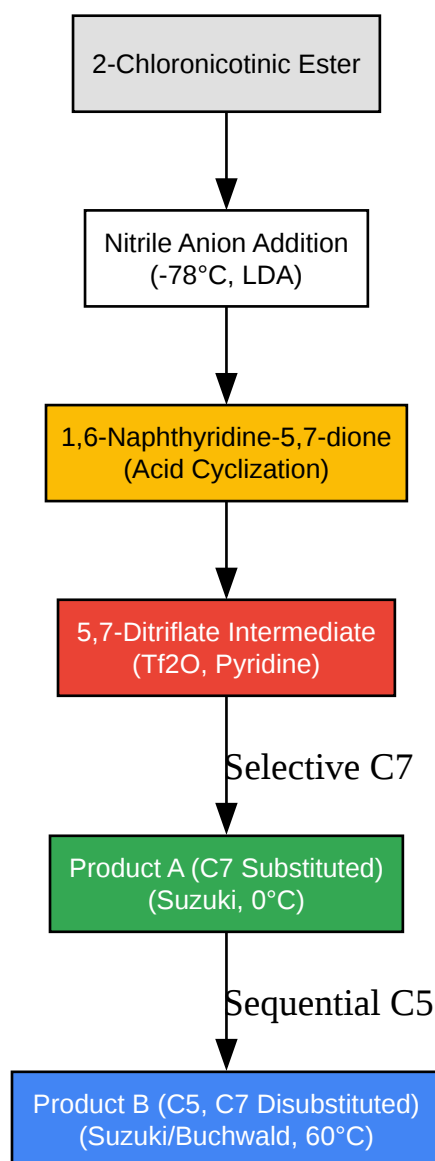 2-Chloronicotinic Ester
Nitrile Anion Addition
(-78°C, LDA)
1,6-Naphthyridine-5,7-dione
(Acid Cyclization)
5,7-Ditriflate Intermediate
(Tf2O, Pyridine)
Selective C7
Product A (C7 Substituted)
(Suzuki, 0°C)
Sequential C5
Product B (C5, C7 Disubstituted)
(Suzuki/Buchwald, 60°C)